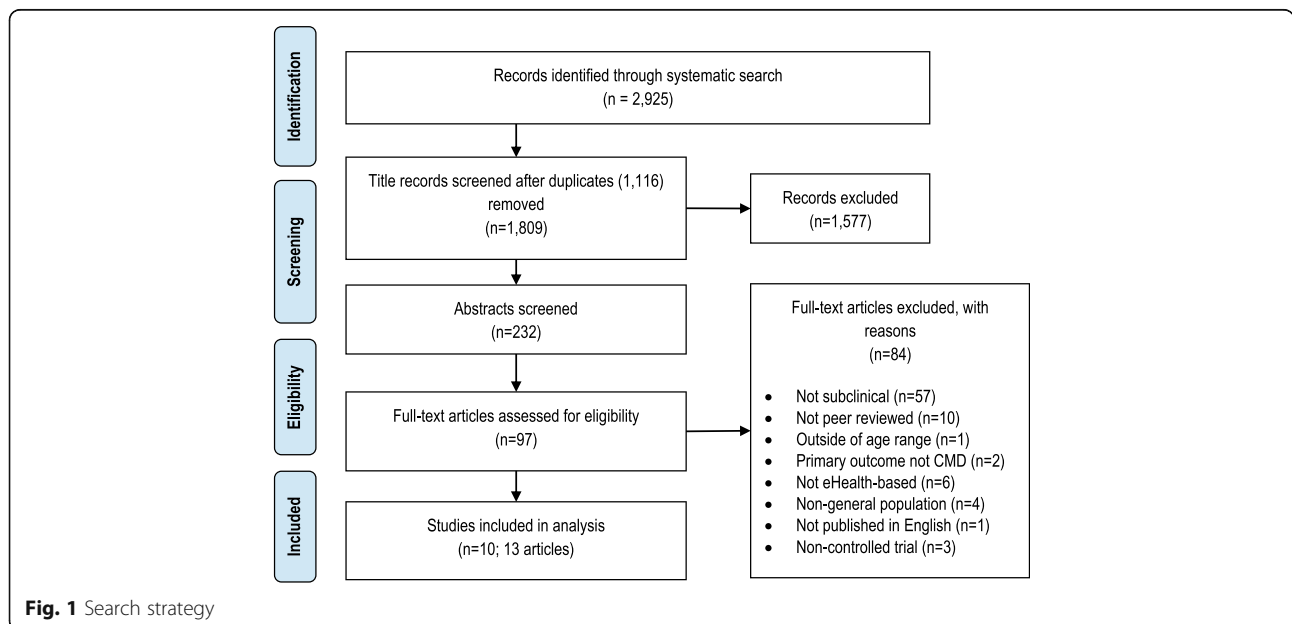 Identification
Records identified through systematic search
(n = 2,925)
Title records screened after duplicates (1,116)
removed
(n=1,809)
Records excluded
(n=1,577)
Screening
Abstracts screened
(n=232)
Full-text articles excluded, with
reasons
(n=84)
• Not subclinical (n=57)
• Not peer reviewed (n=10)
• Outside of age range (n=1)
• Primary outcome not CMD (n=2)
• Not eHealth-based (n=6)
• Non-general population (n=4)
• Not published in English (n=1)
• Non-controlled trial (n=3)
Eligibility
Full-text articles assessed for eligibility
(n=97)
Included
Studies included in analysis
(n=10; 13 articles)
Fig. 1 Search strategy